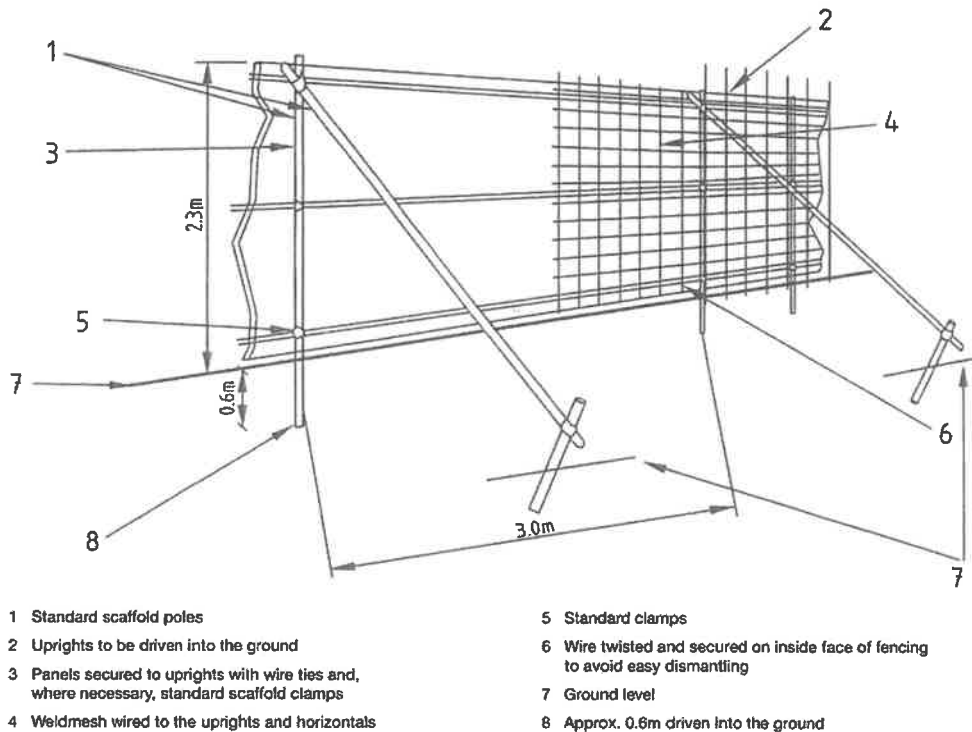 1
2
3
4
2.3m
5
7
0.6m
6
8
3.0m
7
1 Standard scaffold poles
2 Uprights to be driven into the ground
3 Panels secured to uprights with wire ties and,
where necessary, standard scaffold clamps
4 Weldmesh wired to the uprights and horizontals
5 Standard clamps
6 Wire twisted and secured on inside face of fencing
to avoid easy dismantling
7 Ground level
8 Approx. 0.6m driven into the ground